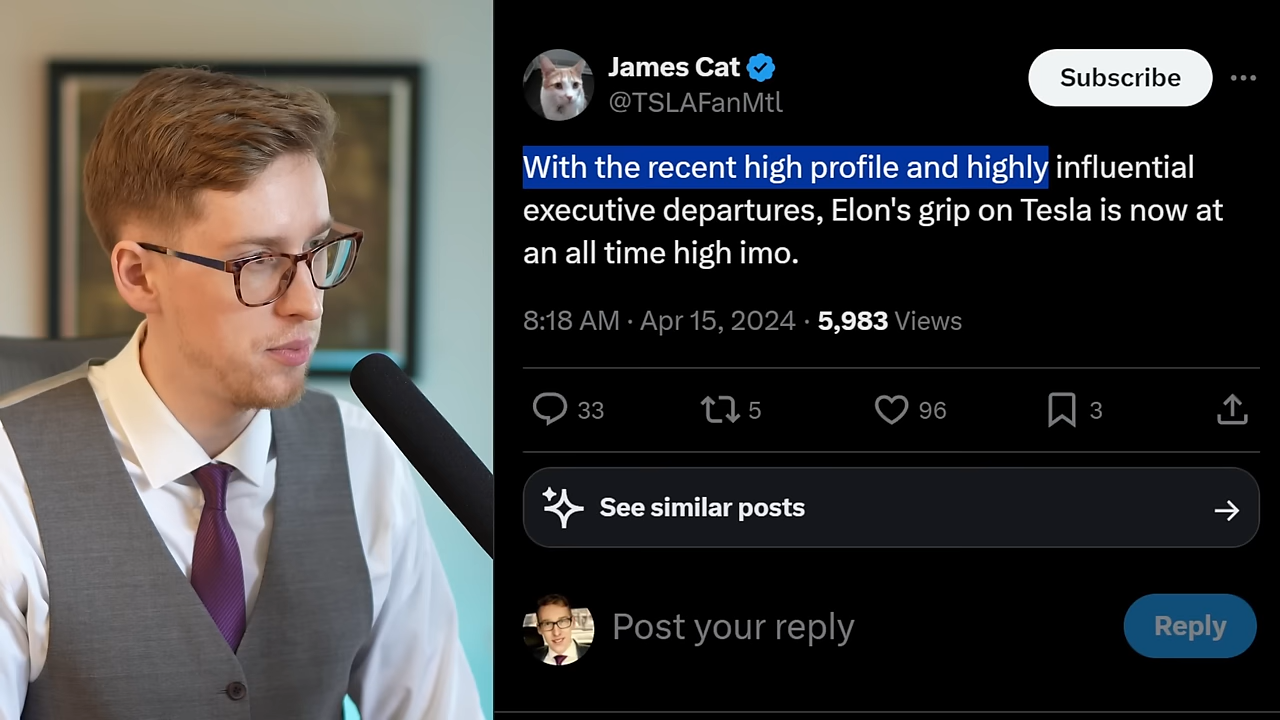 James Cat
@TSLAFanMtl
Subscribe
With the recent high profile and highly influential
executive departures, Elon's grip on Tesla is now at
an all time high imo.
8:18 AM · Apr 15, 2024 · 5,983 Views
33
5
96
3
See similar posts
Post your reply
Reply